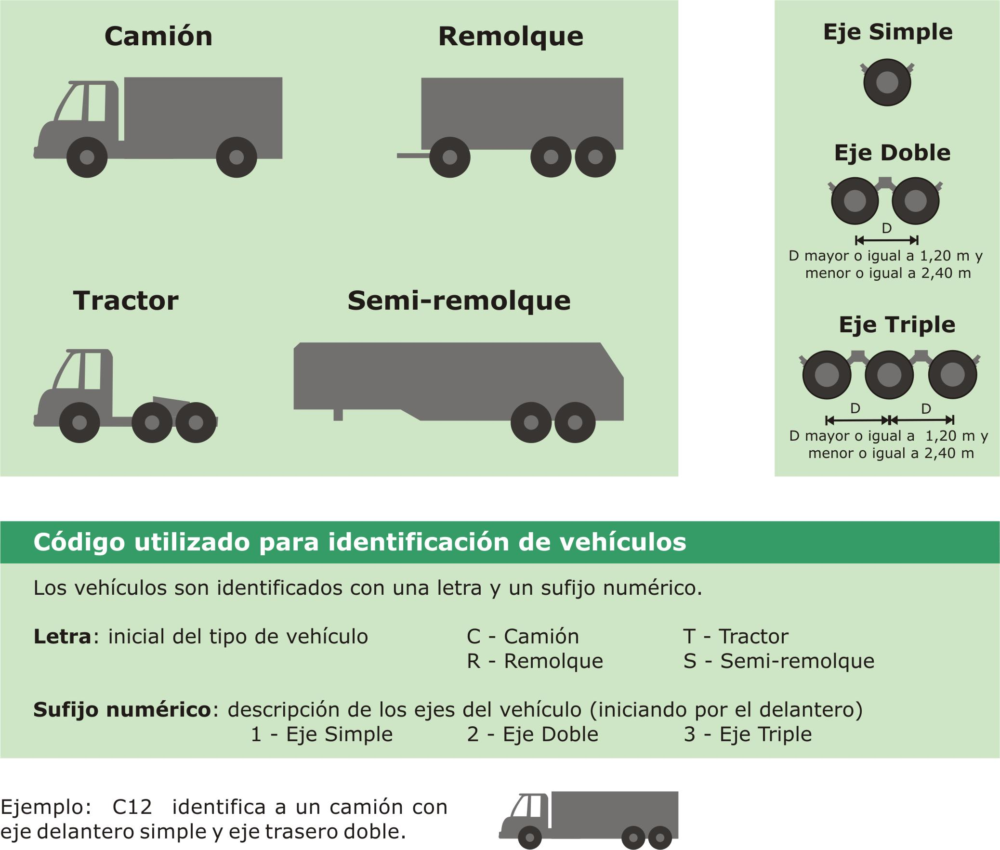 Camión
Remolque
Tractor
Semi-remolque
Eje Simple
Eje Doble
D
D mayor o igual a 1,20 m y
menor o igual a 2,40 m
Eje Triple
D D
D mayor o igual a 1,20 m y
menor o igual a 2,40 m
Código utilizado para identificación de vehículos
Los vehículos son identificados con una letra y un sufijo numérico.
Letra: inicial del tipo de vehículo C - Camión T - Tractor
R - Remolque S - Semi-remolque
Sufijo numérico: descripción de los ejes del vehículo (iniciando por el delantero)
1 - Eje Simple 2 - Eje Doble 3 - Eje Triple
Ejemplo: C12 identifica a un camión con
eje delantero simple y eje trasero doble.